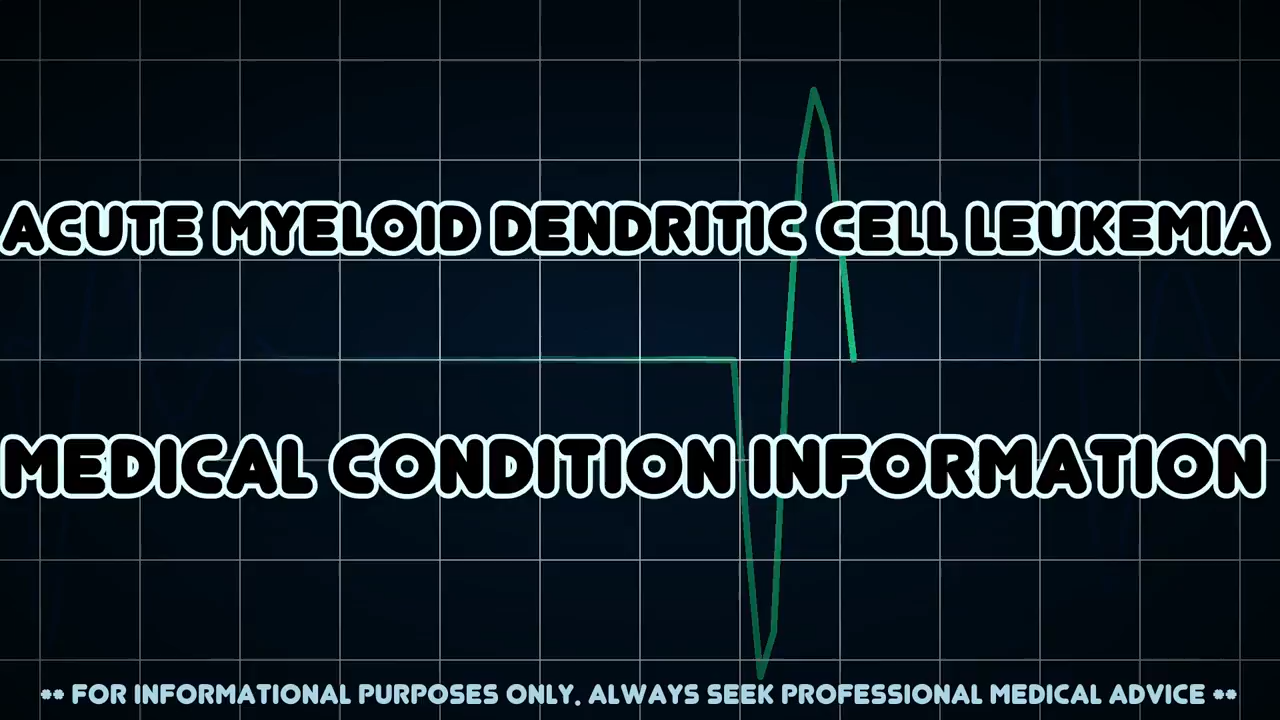 ACUTE MYELOID DENDRITIC CELL LEUKEMIA
MEDICAL CONDITION INFORMATION
** FOR INFORMATIONAL PURPOSES ONLY. ALWAYS SEEK PROFESSIONAL MEDICAL ADVICE **